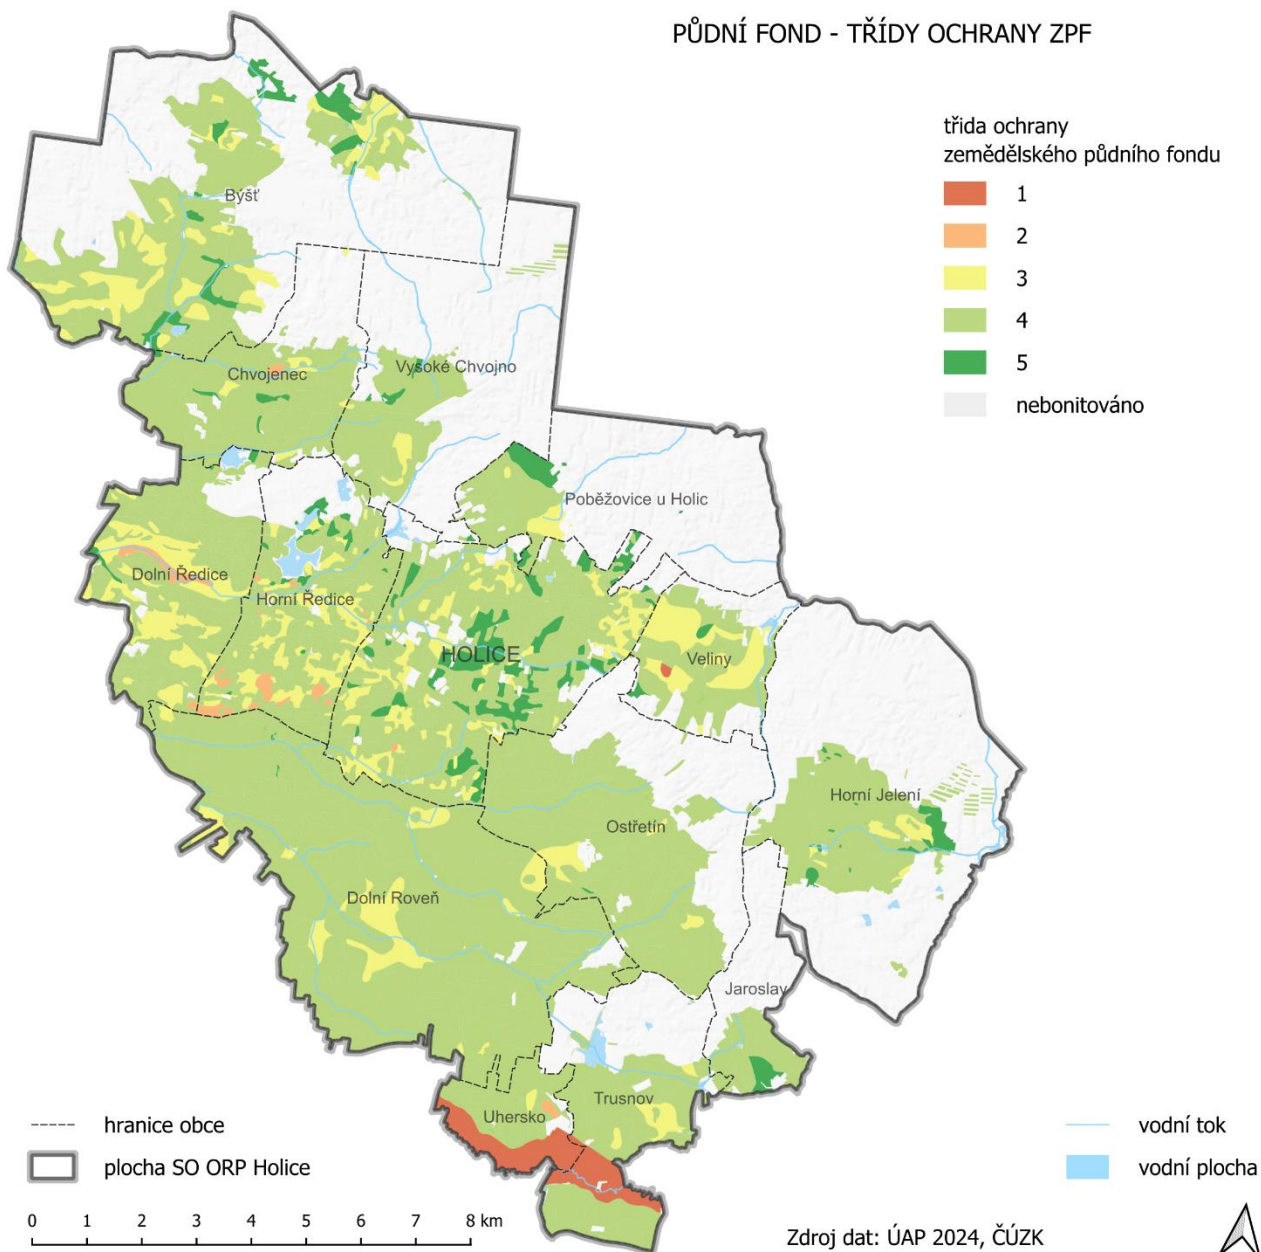 PŮDNÍ FOND - TŘÍDY OCHRANY ZPF
třida ochrany
zemědělského půdního fondu
1
2
3
4
5
nebonitováno
Býšť
Chvojenec
Vysoké Chvojno
Poběžovice u Holic
Dolní Ředice
Horní Ředice
HOLICE
Veliny
Horní Jelení
Ostřetín
Dolní Roveň
Jaroslav
Trusnov
Uhersko
hranice obce
plocha SO ORP Holice
0 1 2 3 4 5 6 7 8 km
vodní tok
vodní plocha
Zdroj dat: ÚAP 2024, ČÚZK